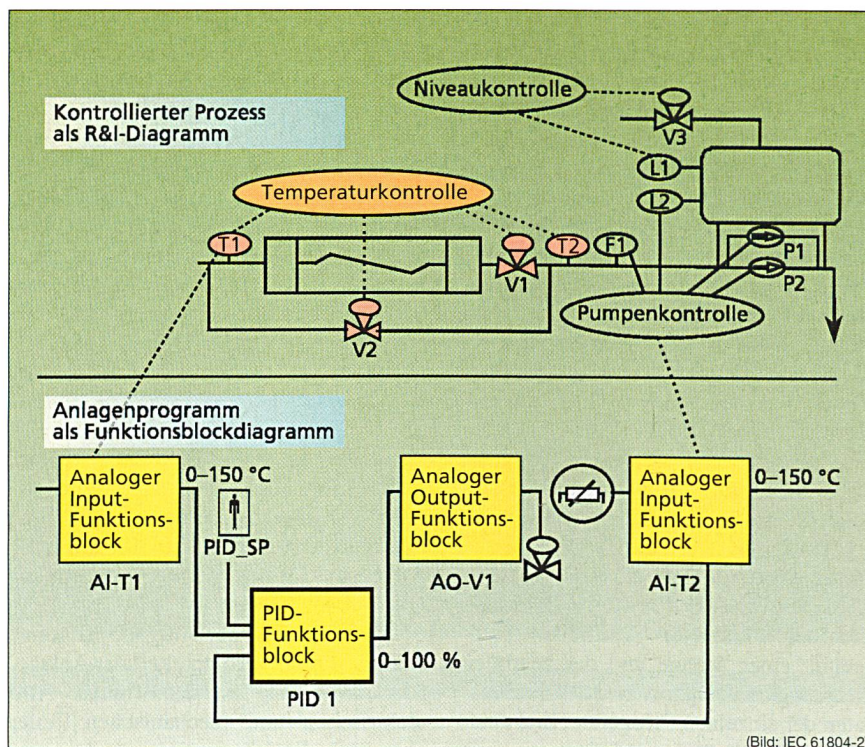 Kontrollierter Prozess
als R&I-Diagramm
Niveaukontrolle
V3
L1
L2
Temperaturkontrolle
T1
T2
F1
P1
P2
V1
V2
Pumpenkontrolle
Anlagenprogramm
als Funktionsblockdiagramm
Analoger
Input-
Funktions-
block
AI-T1
0–150 °C
PID_SP
Analoger
Output-
Funktions-
block
AO-V1
Analoger
Input-
Funktions-
block
AI-T2
0–150 °C
PID-
Funktions-
block
PID 1
0–100 %
(Bild: IEC 61804-2